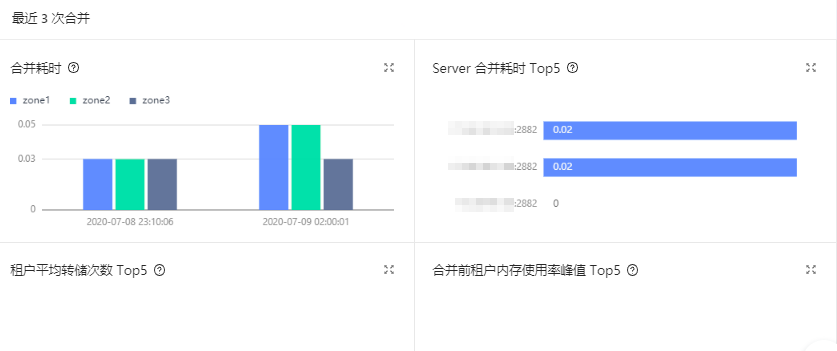 最近 3 次合并
合并耗时
Server 合并耗时 Top5
zone1 zone2 zone3
0.05
0.03
0
2020-07-08 23:10:06
2020-07-09 02:00:01
:2882 0.02
:2882 0.02
:2882 0
租户平均转储次数 Top5
合并前租户内存使用率峰值 Top5